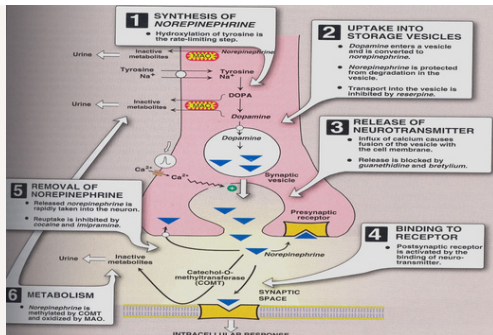 1 SYNTHESIS OF
NOREPINEPHRINE
• Hydroxylation of tyrosine is
the rate-limiting step.
2 UPTAKE INTO
STORAGE VESICLES
• Dopamine enters a vesicle
and is converted to
norepinephrine.
• Norepinephrine is protected
from degradation in the
vesicle.
• Transport into the vesicle is
inhibited by reserpine.
3 RELEASE OF
NEUROTRANSMITTER
• Influx of calcium causes
fusion of the vesicle with
the cell membrane.
• Release is blocked by
guanethidine and bretylium.
4 BINDING TO
RECEPTOR
• Postsynaptic receptor
is activated by the
binding of neuro-
transmitter.
5 REMOVAL OF
NOREPINEPHRINE
• Released norepinephrine is
rapidly taken into the neuron.
• Reuptake is inhibited by
cocaine and imipramine.
6 METABOLISM
• Norepinephrine is
methylated by COMT
and oxidized by MAO.
Urine
Inactive
metabolites
Norepinephrine
Tyrosine
Na+
Tyrosine
Na+
DOPA
Urine
Inactive
metabolites
Dopamine
Dopamine
Synaptic
vesicle
Ca2+
Ca2+
Presynaptic
receptor
Norepinephrine
Urine
Inactive
metabolites
Catechol-O-
methyltransferase
(COMT)
SYNAPTIC
SPACE
INTRACELLULAR RESPONSE